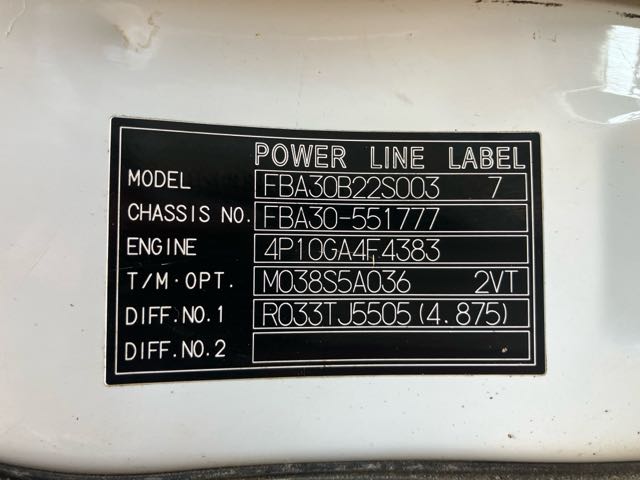 POWER LINE LABEL
MODEL FBA30B22S003 7
CHASSIS NO. FBA30-551777
ENGINE 4P10GA4F4383
T/M·OPT. M038S5A036 2VT
DIFF.NO.1 R033TJ5505(4.875)
DIFF.NO.2